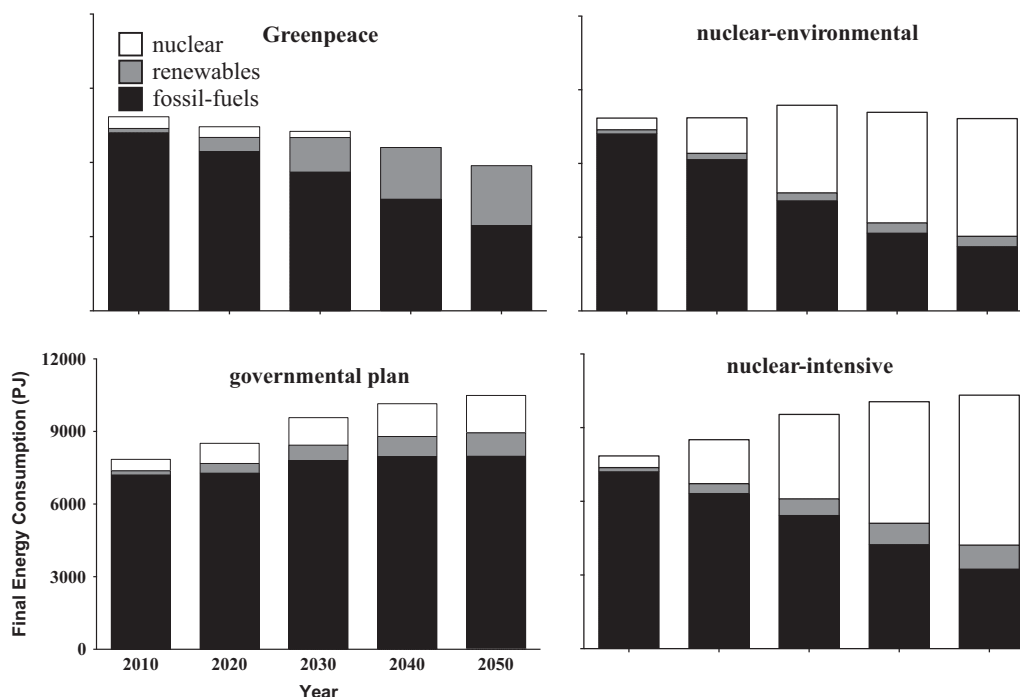 Greenpeace
nuclear
renewables
fossil-fuels
nuclear-environmental
governmental plan
nuclear-intensive
Final Energy Consumption (PJ)
12000
9000
6000
3000
0
2010 2020 2030 2040 2050
Year